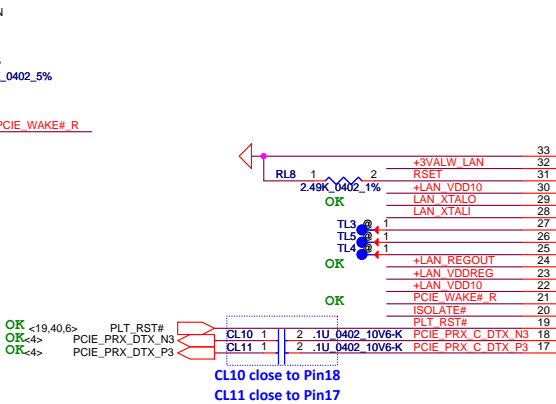 _0402_5%
PCIE_WAKE#_R
33
+3VALW_LAN 32
RL8 1 2 RSET 31
2.49K_0402_1% +LAN_VDD10 30
OK LAN_XTALO 29
LAN_XTALI 28
TL3 @ 1 27
TL5 @ 1 26
TL4 @ 1 25
OK +LAN_REGOUT 24
+LAN_VDDREG 23
+LAN_VDD10 22
OK PCIE_WAKE#_R 21
ISOLATE# 20
OK <19,40,6> PLT_RST# PLT_RST# 19
OK <4> PCIE_PRX_DTX_N3 CL10 1 2 .1U_0402_10V6-K PCIE_PRX_C_DTX_N3 18
OK <4> PCIE_PRX_DTX_P3 CL11 1 2 .1U_0402_10V6-K PCIE_PRX_C_DTX_P3 17
CL10 close to Pin18
CL11 close to Pin17